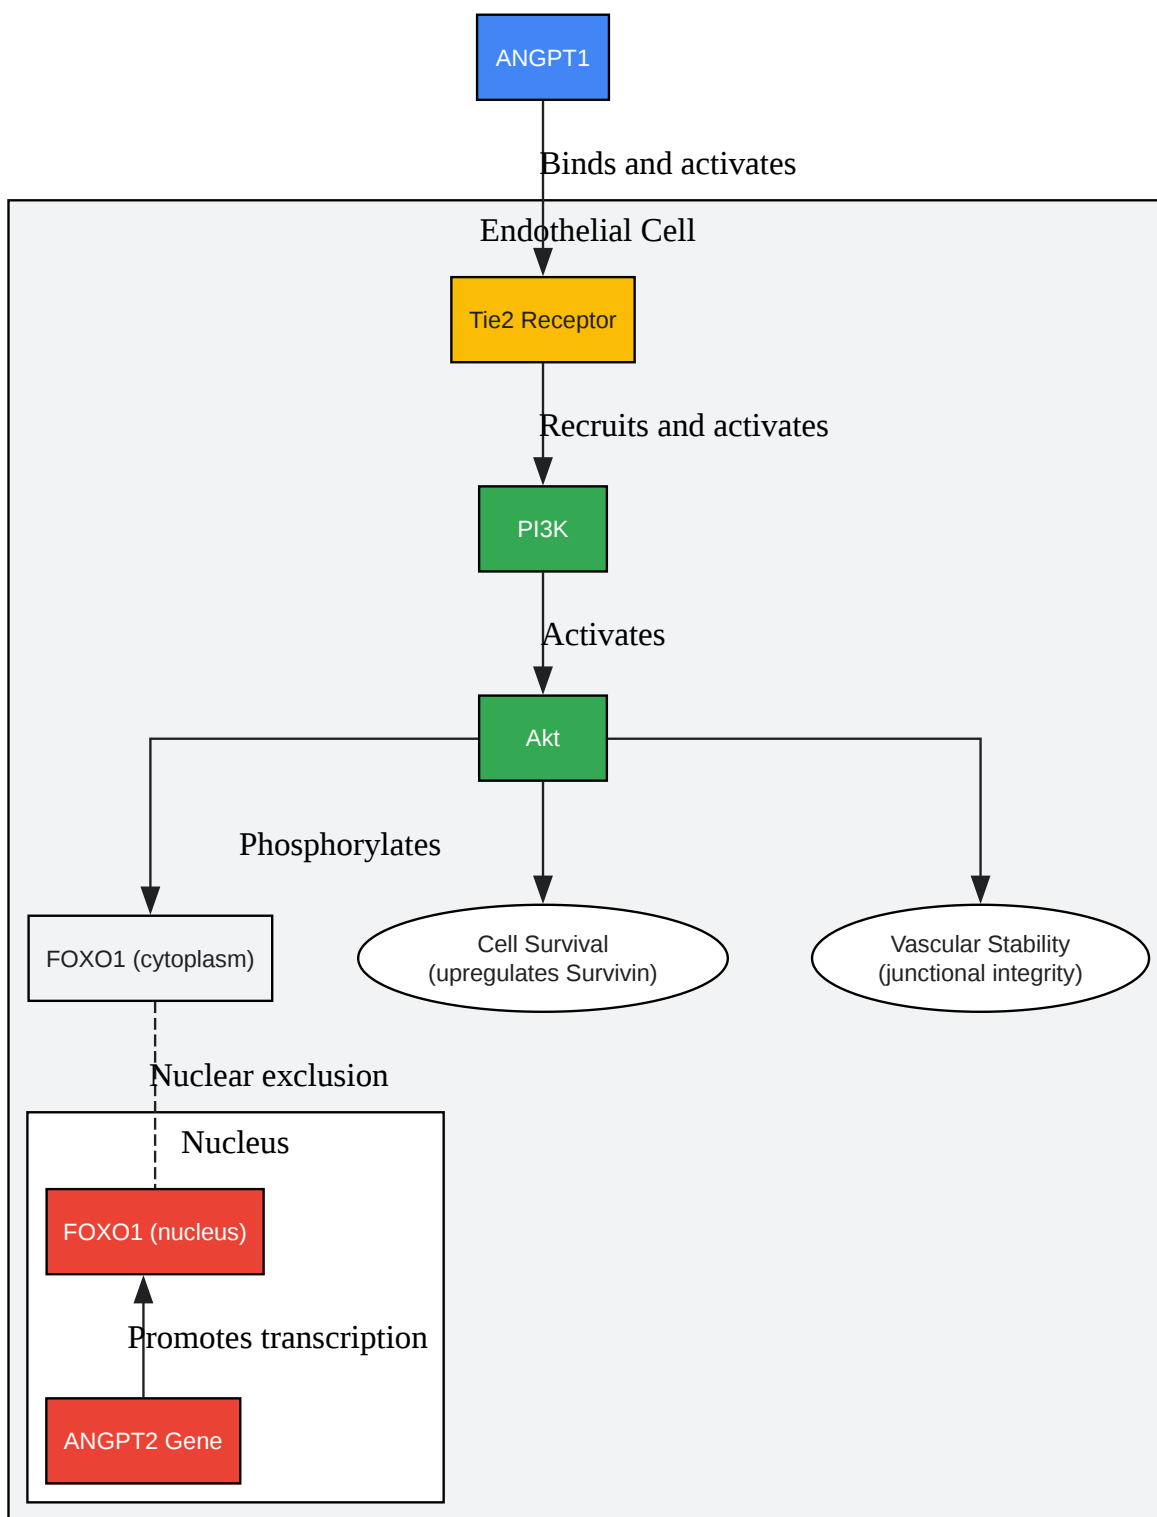 ANGPT1
Binds and activates
Endothelial Cell
Tie2 Receptor
Recruits and activates
PI3K
Activates
Akt
Phosphorylates
FOXO1 (cytoplasm)
Cell Survival
(upregulates Survivin)
Vascular Stability
(junctional integrity)
Nuclear exclusion
Nucleus
FOXO1 (nucleus)
Promotes transcription
ANGPT2 Gene